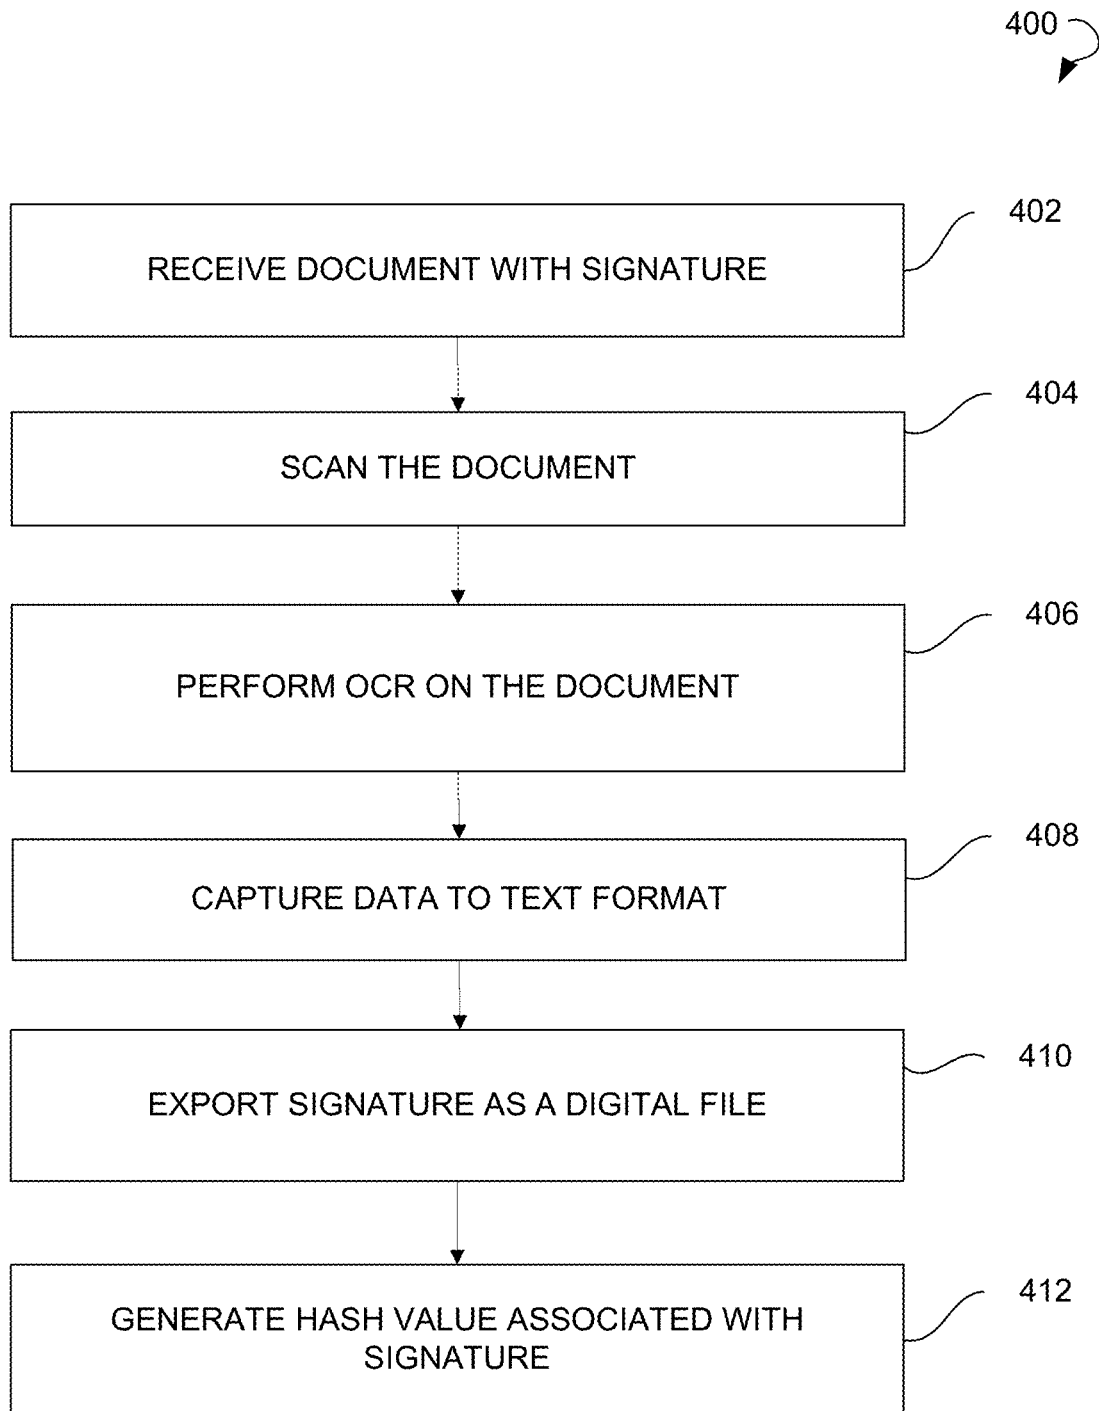 400
402
RECEIVE DOCUMENT WITH SIGNATURE
404
SCAN THE DOCUMENT
406
PERFORM OCR ON THE DOCUMENT
408
CAPTURE DATA TO TEXT FORMAT
410
EXPORT SIGNATURE AS A DIGITAL FILE
412
GENERATE HASH VALUE ASSOCIATED WITH
SIGNATURE